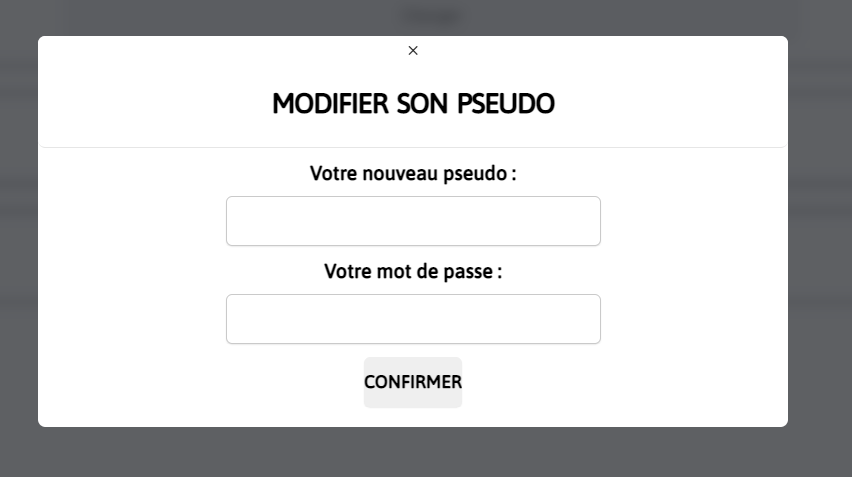 MODIFIER SON PSEUDO
Votre nouveau pseudo :
Votre mot de passe :
CONFIRMER